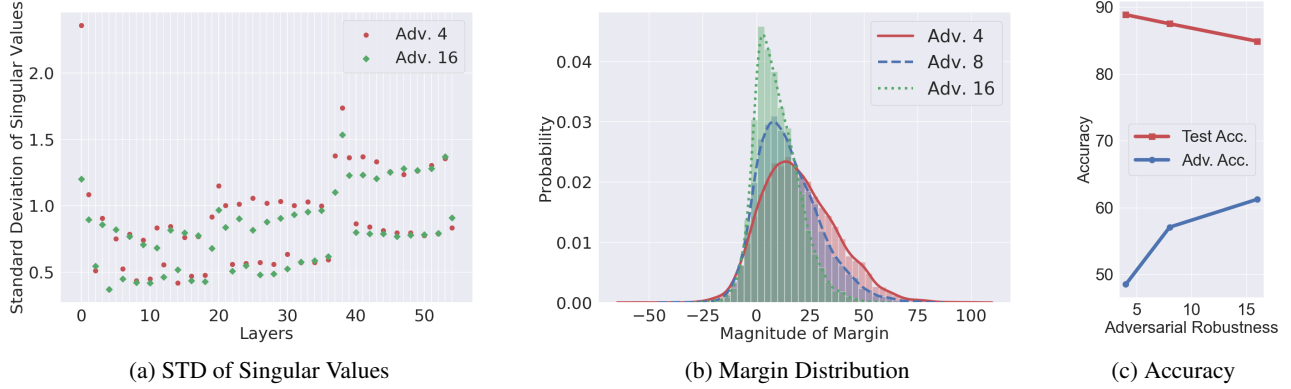 Standard Deviation of Singular Values
2.0
1.5
1.0
0.5
Adv. 4
Adv. 16
0 10 20 30 40 50
Layers
(a) STD of Singular Values
Probability
0.04
0.03
0.02
0.01
0.00
Adv. 4
Adv. 8
Adv. 16
−50 −25 0 25 50 75 100
Magnitude of Margin
(b) Margin Distribution
Accuracy
90
80
70
60
50
Test Acc.
Adv. Acc.
5 10 15
Adversarial Robustness
(c) Accuracy